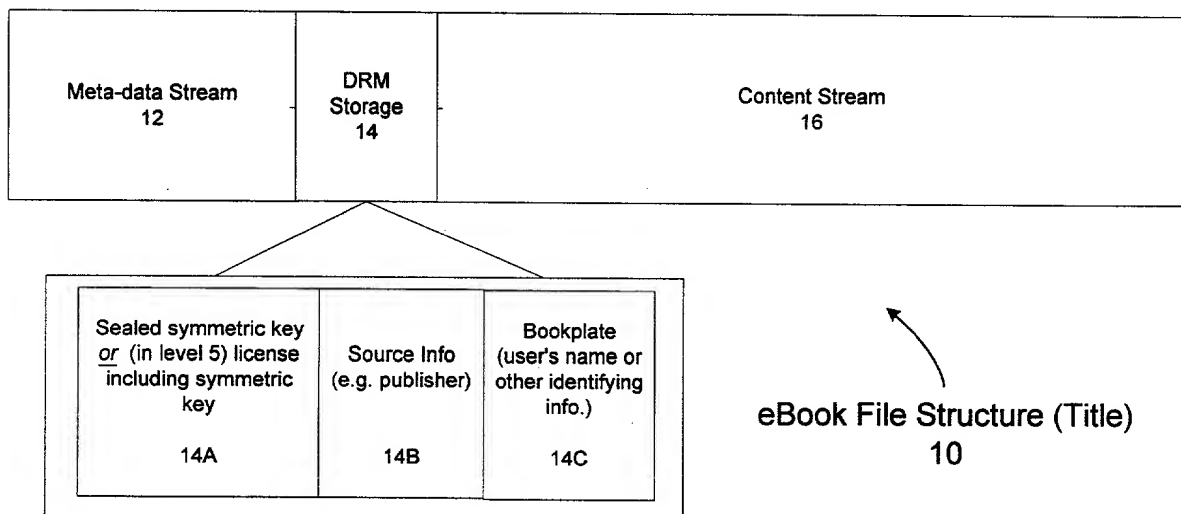 Meta-data Stream
12
DRM
Storage
14
Content Stream
16
Sealed symmetric key
or (in level 5) license
including symmetric
key
14A
Source Info
(e.g. publisher)
14B
Bookplate
(user's name or
other identifying
info.)
14C
eBook File Structure (Title)
10